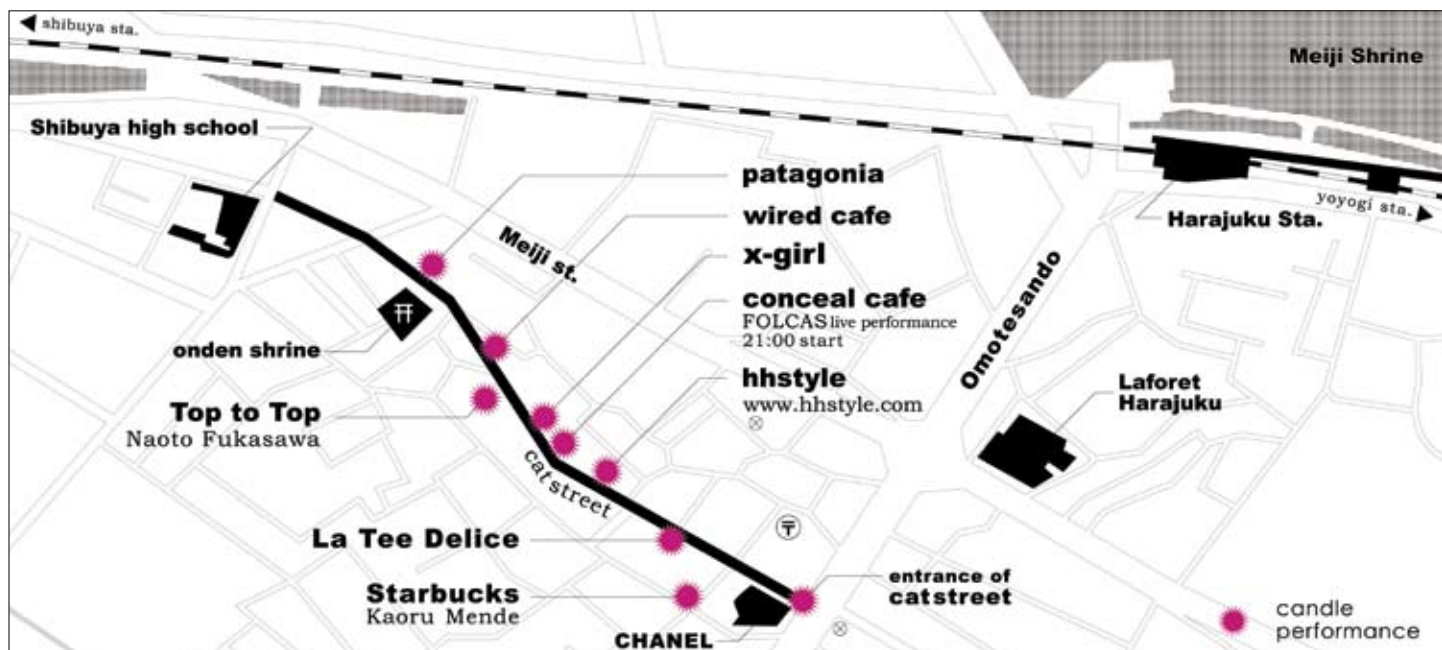 shibuya sta.
Meiji Shrine
Shibuya high school
patagonia
wired cafe
x-girl
conceal cafe
FOLCAS live performance
21:00 start
hhstyle
www.hhstyle.com
Meiji st.
Harajuku Sta.
yoyogi sta.
Omotesando
Laforet
Harajuku
onden shrine
Top to Top
Naoto Fukasawa
cat street
La Tee Delice
Starbucks
Kaoru Mende
CHANEL
〒
entrance of
catstreet
candle
performance